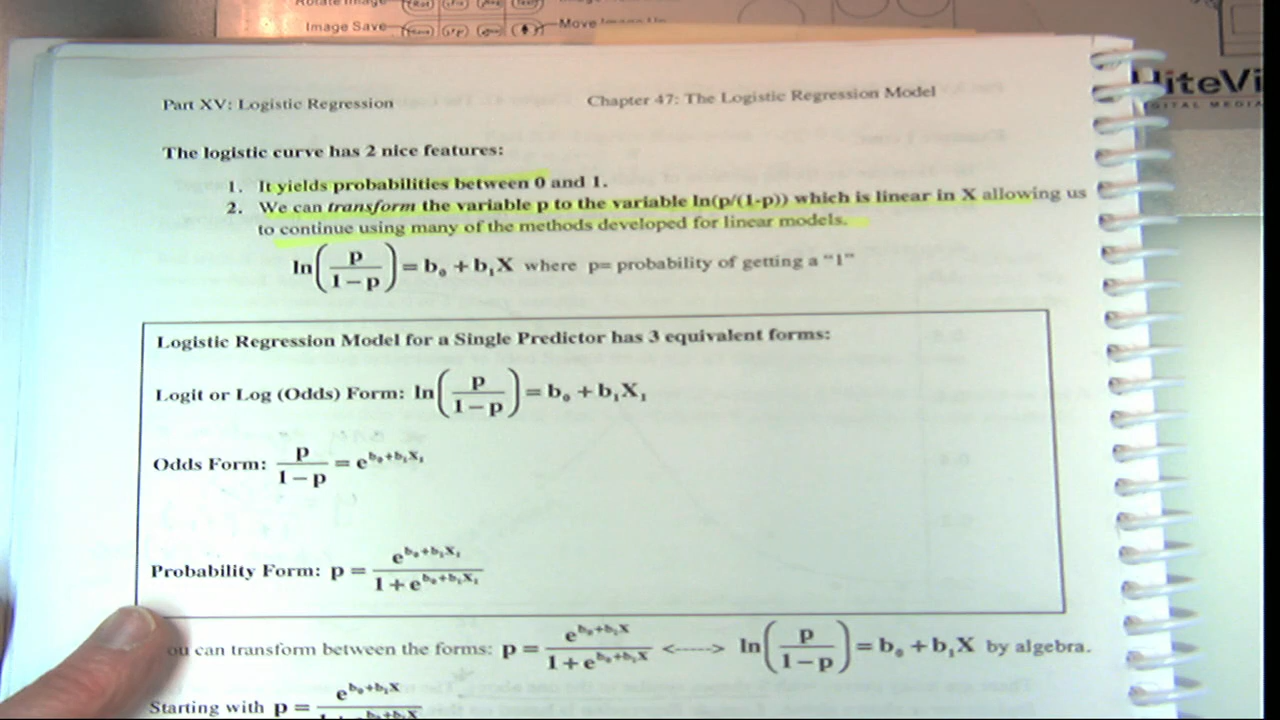 Image Save
Part XV: Logistic Regression Chapter 47: The Logistic Regression Model
The logistic curve has 2 nice features:
1. It yields probabilities between 0 and 1.
2. We can transform the variable p to the variable ln(p/(1-p)) which is linear in X allowing us
to continue using many of the methods developed for linear models.
ln(p/(1-p)) = b₀ + b₁X where p= probability of getting a "1"
Logistic Regression Model for a Single Predictor has 3 equivalent forms:
Logit or Log (Odds) Form: ln(p/(1-p)) = b₀ + b₁X₁
Odds Form: p/(1-p) = e^(b₀+b₁X₁)
Probability Form: p = e^(b₀+b₁X₁)/(1+e^(b₀+b₁X₁))
ou can transform between the forms: p = e^(b₀+b₁X)/(1+e^(b₀+b₁X)) <-----> ln(p/(1-p)) = b₀ + b₁X by algebra.
Starting with p = e^(b₀+b₁X)/(1+e^(b₀+b₁X))